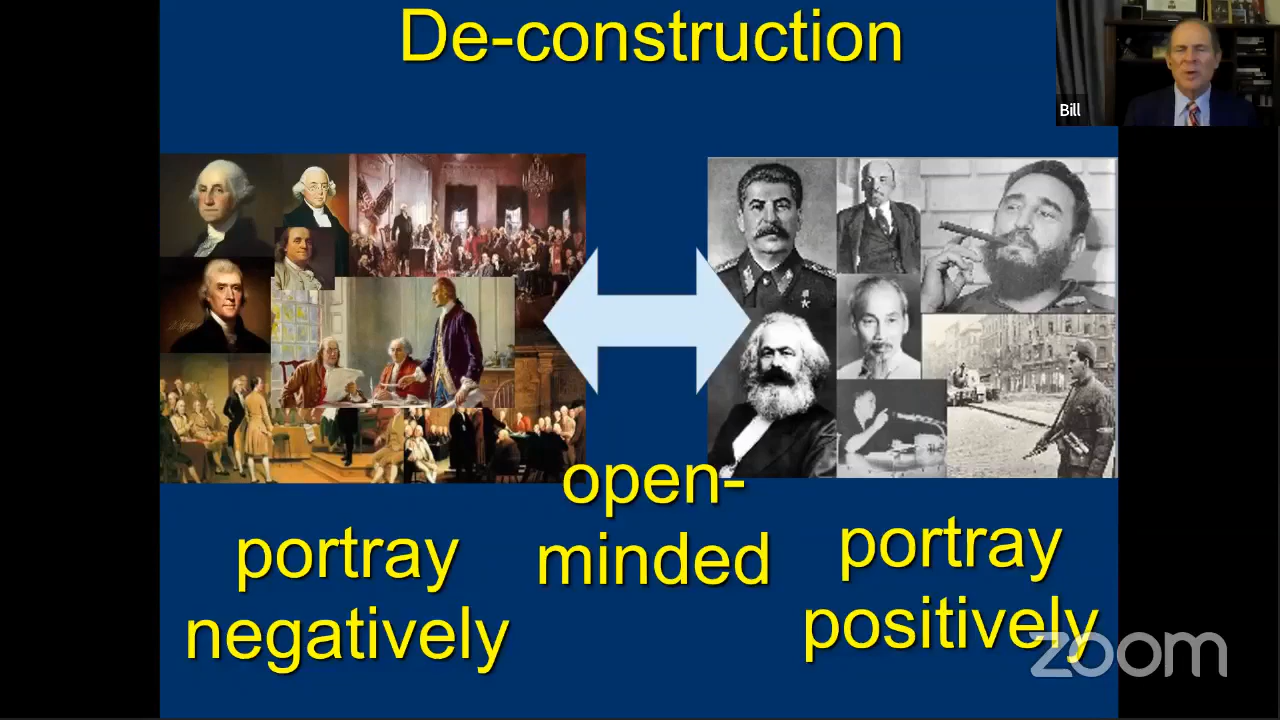 De-construction
Bill
open-
minded
portray
negatively
portray
positively
zoom